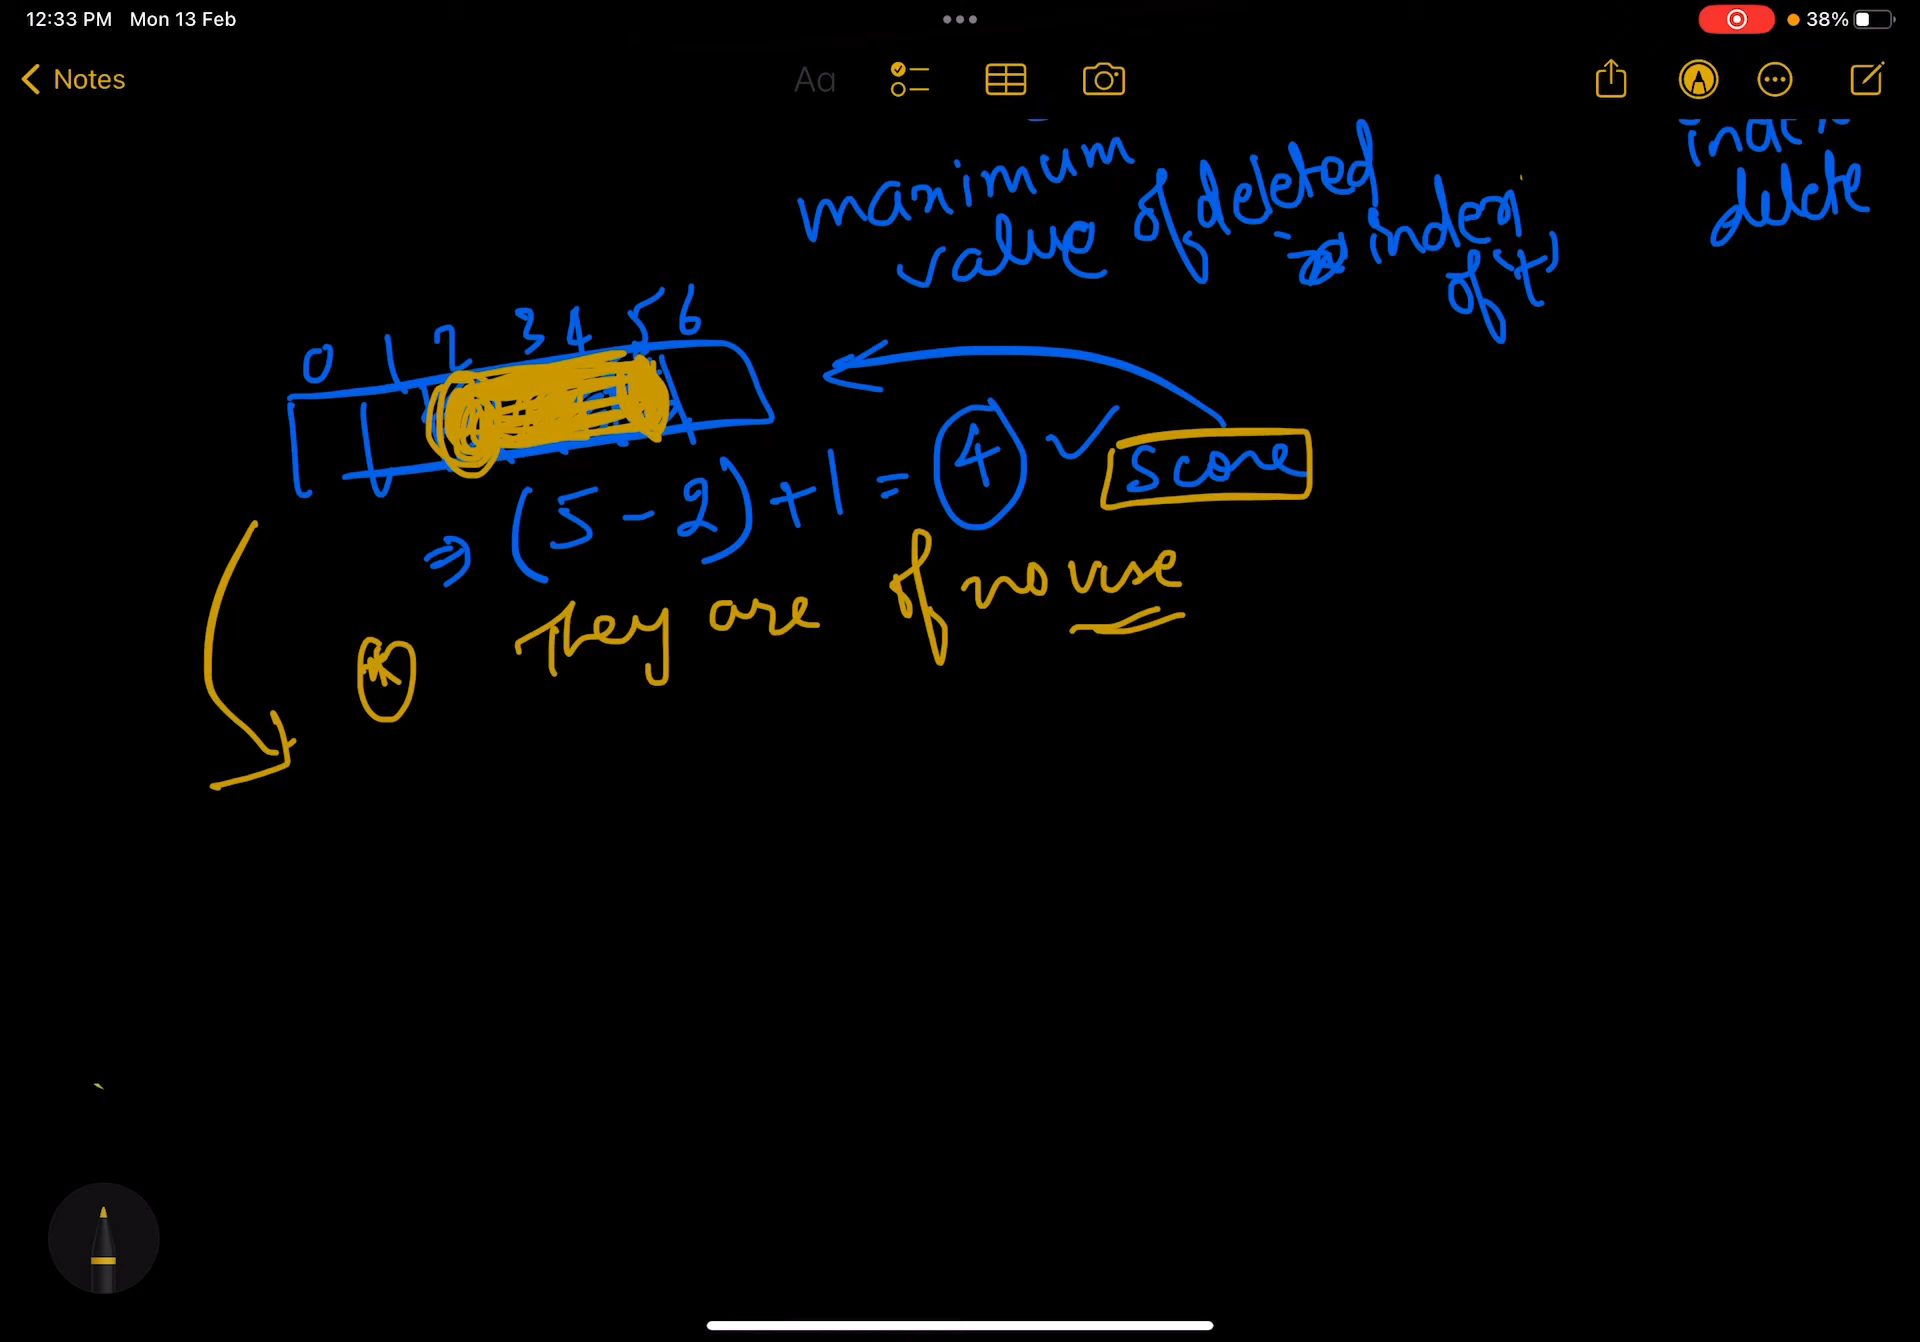 12:33 PM Mon 13 Feb
38%
Notes
Aa
maximum
value of deleted
index
of 't'
delete
0 1 2 3 4 5 6
⇒ (5-2)+1 = 4 ✓ Score
* They are of no use